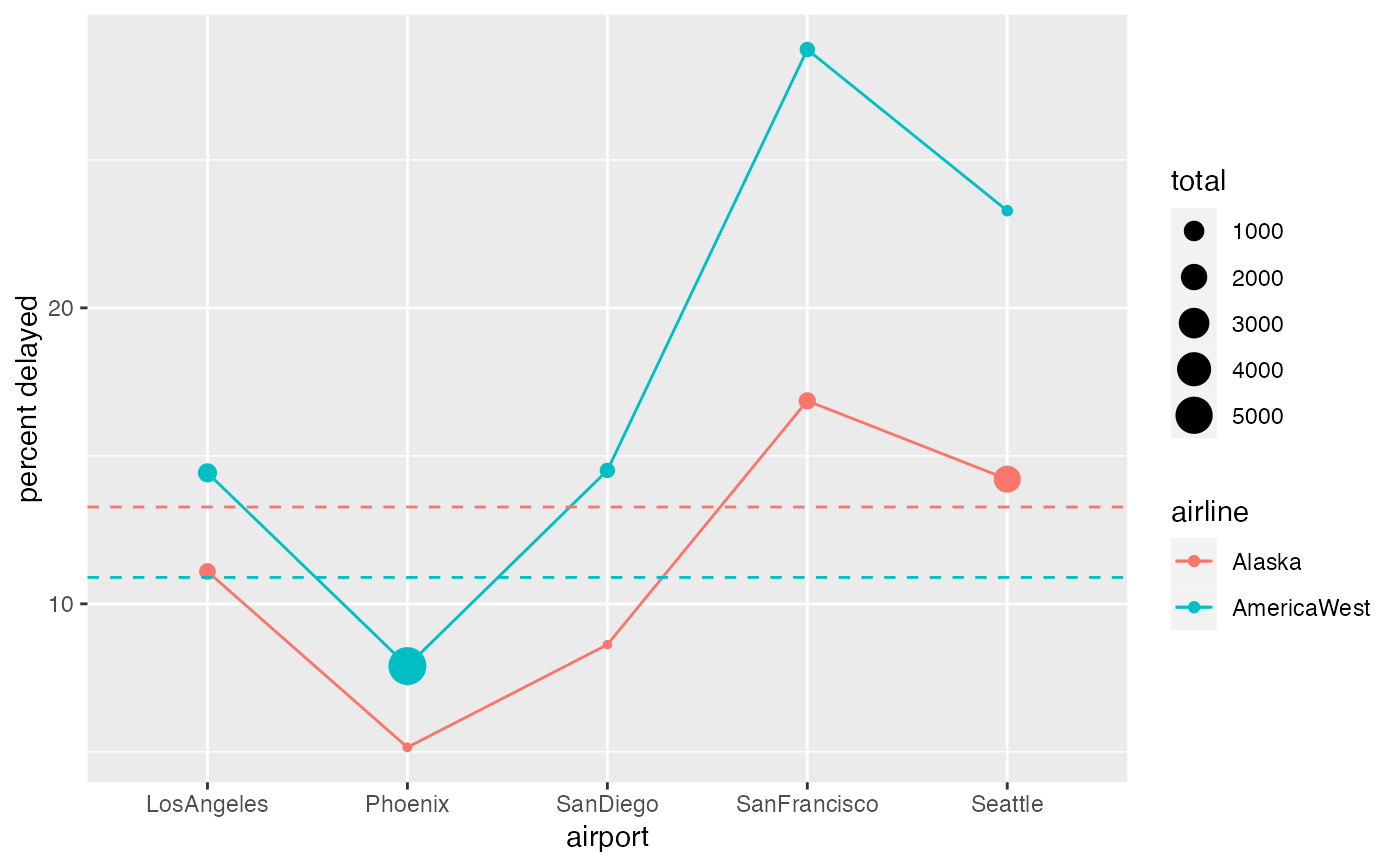 percent delayed
20
10
LosAngeles
Phoenix
SanDiego
SanFrancisco
Seattle
airport
total
1000
2000
3000
4000
5000
airline
Alaska
AmericaWest